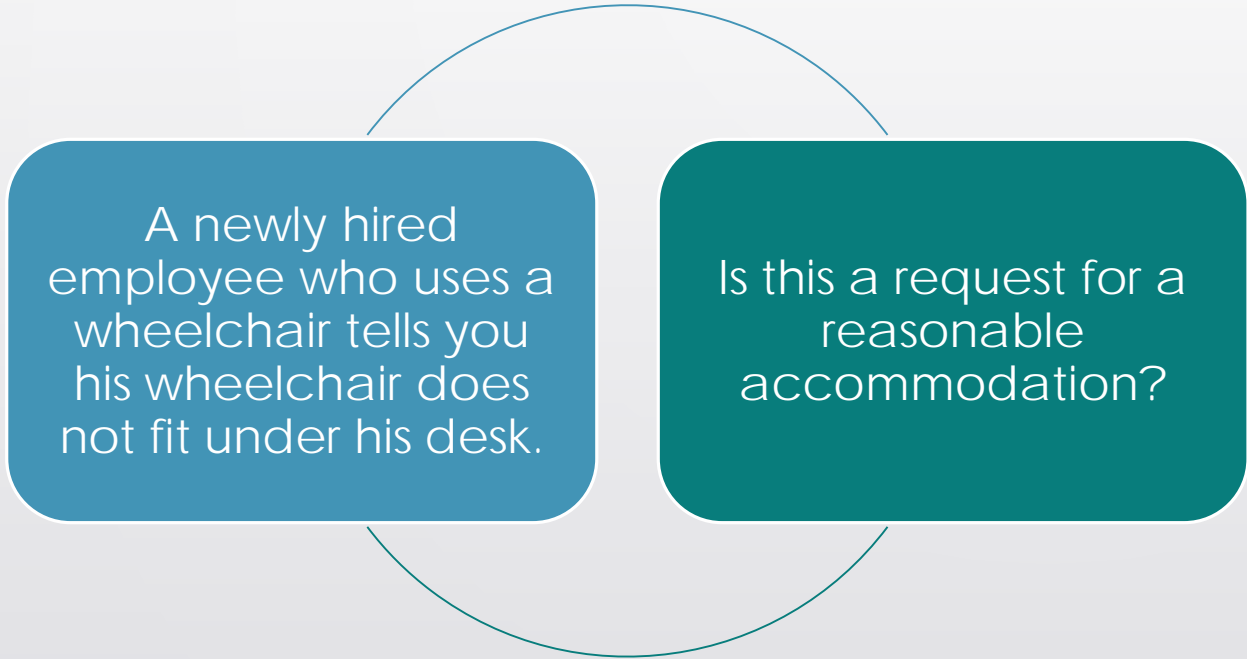 A newly hired
employee who uses a
wheelchair tells you
his wheelchair does
not fit under his desk.
Is this a request for a
reasonable
accommodation?